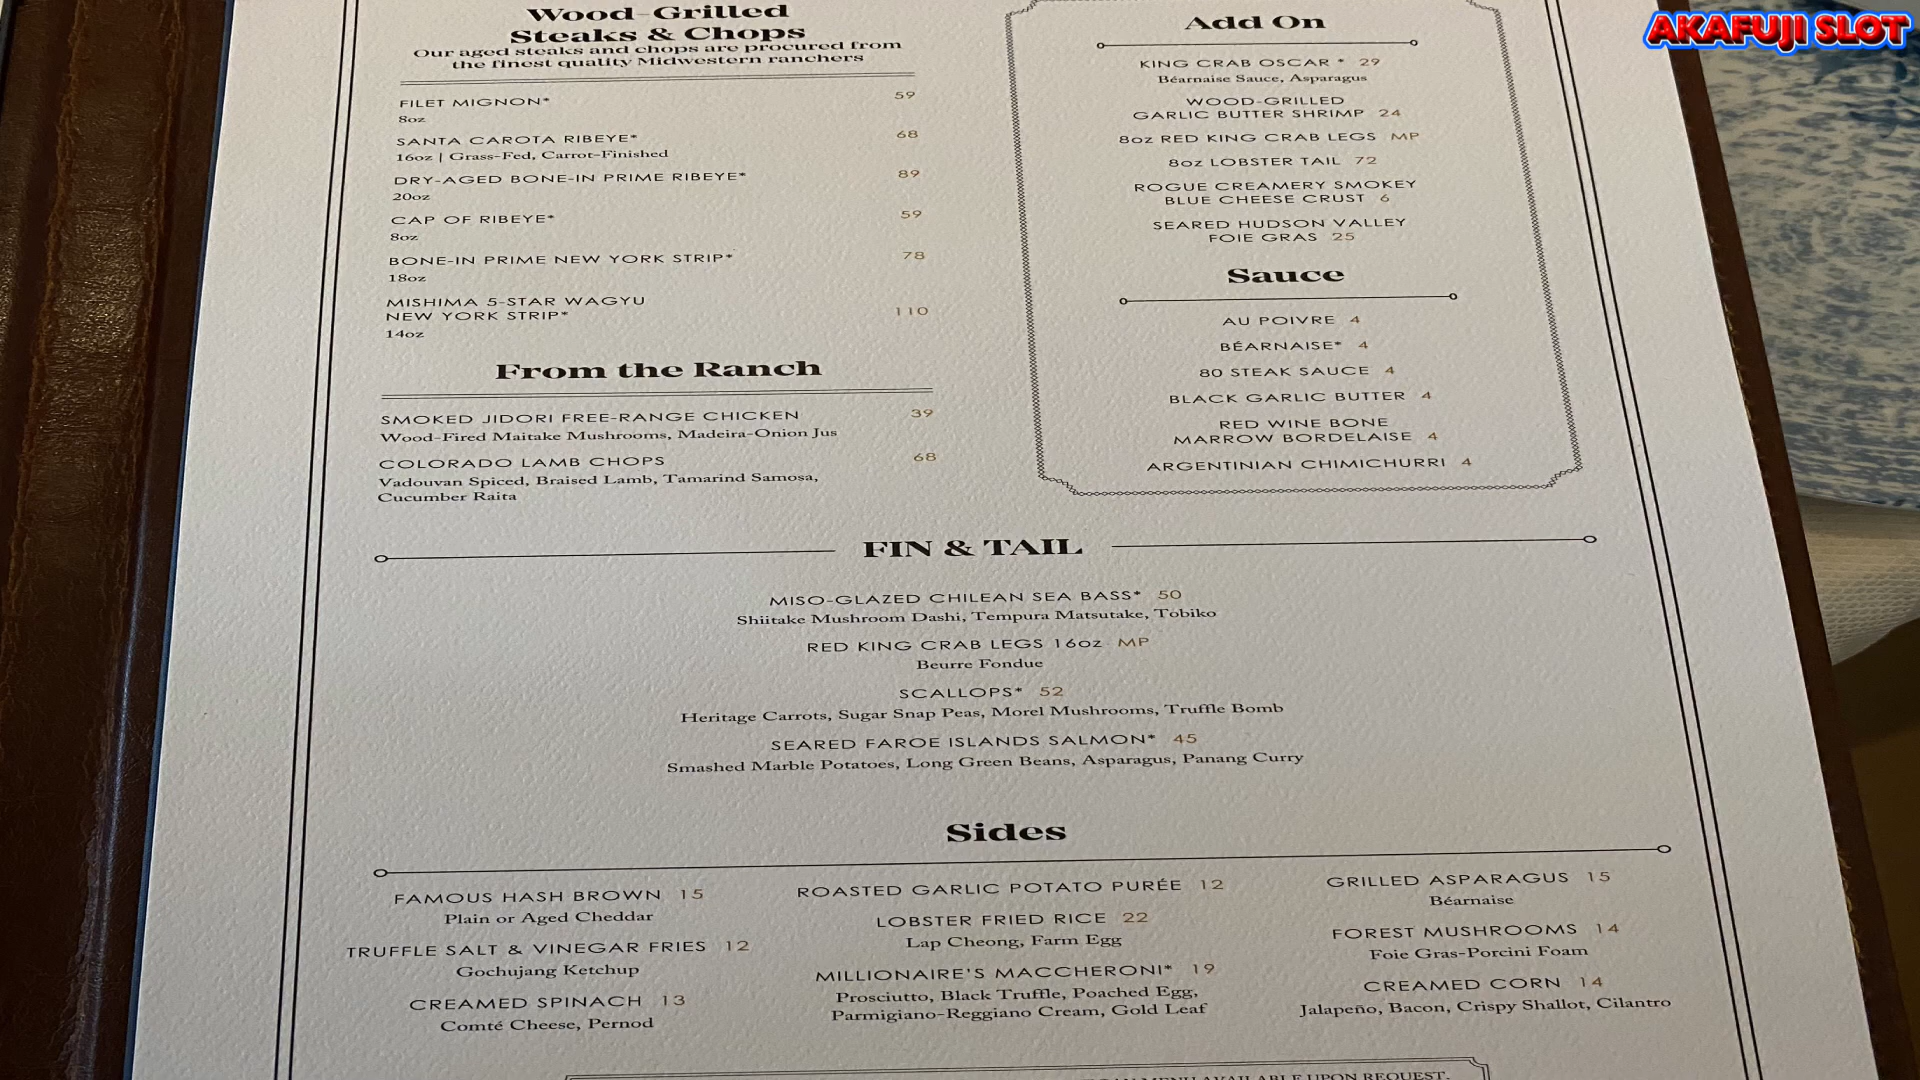 AKAFUJI SLOT
Wood-Grilled
Steaks & Chops
Our aged steaks and chops are procured from
the finest quality Midwestern ranchers
FILET MIGNON* 59
8oz
SANTA CAROTA RIBEYE* 68
16oz | Grass-Fed, Carrot-Finished
DRY-AGED BONE-IN PRIME RIBEYE* 89
20oz
CAP OF RIBEYE* 59
8oz
BONE-IN PRIME NEW YORK STRIP* 78
18oz
MISHIMA 5-STAR WAGYU
NEW YORK STRIP* 110
14oz
From the Ranch
SMOKED JIDORI FREE-RANGE CHICKEN 39
Wood-Fired Maitake Mushrooms, Madeira-Onion Jus
COLORADO LAMB CHOPS 68
Vadouvan Spiced, Braised Lamb, Tamarind Samosa,
Cucumber Raita
Add On
KING CRAB OSCAR * 29
Béarnaise Sauce, Asparagus
WOOD-GRILLED
GARLIC BUTTER SHRIMP 24
8oz RED KING CRAB LEGS MP
8oz LOBSTER TAIL 72
ROGUE CREAMERY SMOKEY
BLUE CHEESE CRUST 6
SEARED HUDSON VALLEY
FOIE GRAS 25
Sauce
AU POIVRE 4
BÉARNAISE* 4
80 STEAK SAUCE 4
BLACK GARLIC BUTTER 4
RED WINE BONE
MARROW BORDELAISE 4
ARGENTINIAN CHIMICHURRI 4
FIN & TAIL
MISO-GLAZED CHILEAN SEA BASS* 50
Shiitake Mushroom Dashi, Tempura Matsutake, Tobiko
RED KING CRAB LEGS 16oz MP
Beurre Fondue
SCALLOPS* 52
Heritage Carrots, Sugar Snap Peas, Morel Mushrooms, Truffle Bomb
SEARED FAROE ISLANDS SALMON* 45
Smashed Marble Potatoes, Long Green Beans, Asparagus, Panang Curry
Sides
FAMOUS HASH BROWN 15
Plain or Aged Cheddar
TRUFFLE SALT & VINEGAR FRIES 12
Gochujang Ketchup
CREAMED SPINACH 13
Comté Cheese, Pernod
ROASTED GARLIC POTATO PURÉE 12
LOBSTER FRIED RICE 22
Lap Cheong, Farm Egg
MILLIONAIRE'S MACCHERONI* 19
Prosciutto, Black Truffle, Poached Egg,
Parmigiano-Reggiano Cream, Gold Leaf
GRILLED ASPARAGUS 15
Béarnaise
FOREST MUSHROOMS 14
Foie Gras-Porcini Foam
CREAMED CORN 14
Jalapeño, Bacon, Crispy Shallot, Cilantro
MENU AVAILABLE UPON REQUEST.